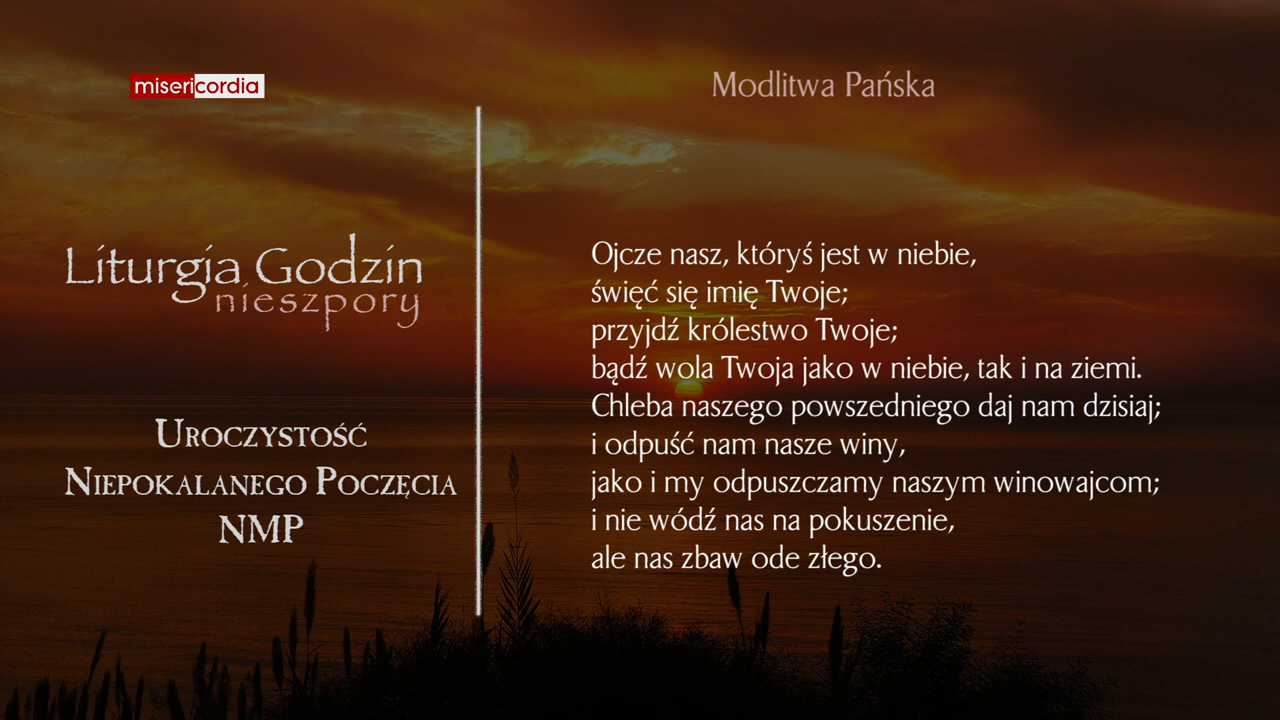 misericordia
Liturgia Godzin
nieszpory
Uroczystość
Niepokalanego Poczęcia
NMP
Modlitwa Pańska
Ojcze nasz, któryś jest w niebie,
święć się imię Twoje;
przyjdź królestwo Twoje;
bądź wola Twoja jako w niebie, tak i na ziemi.
Chleba naszego powszedniego daj nam dzisiaj;
i odpuść nam nasze winy,
jako i my odpuszczamy naszym winowajcom;
i nie wódź nas na pokuszenie,
ale nas zbaw ode złego.